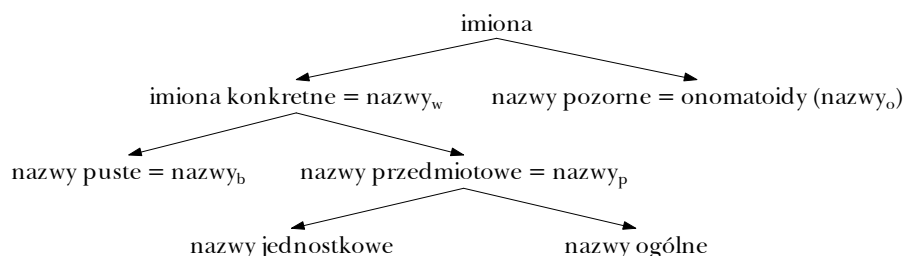 imiona
imiona konkretne = nazwy_w nazwy pozorne = onomatoidy (nazwy_o)
nazwy puste = nazwy_b nazwy przedmiotowe = nazwy_p
nazwy jednostkowe nazwy ogólne